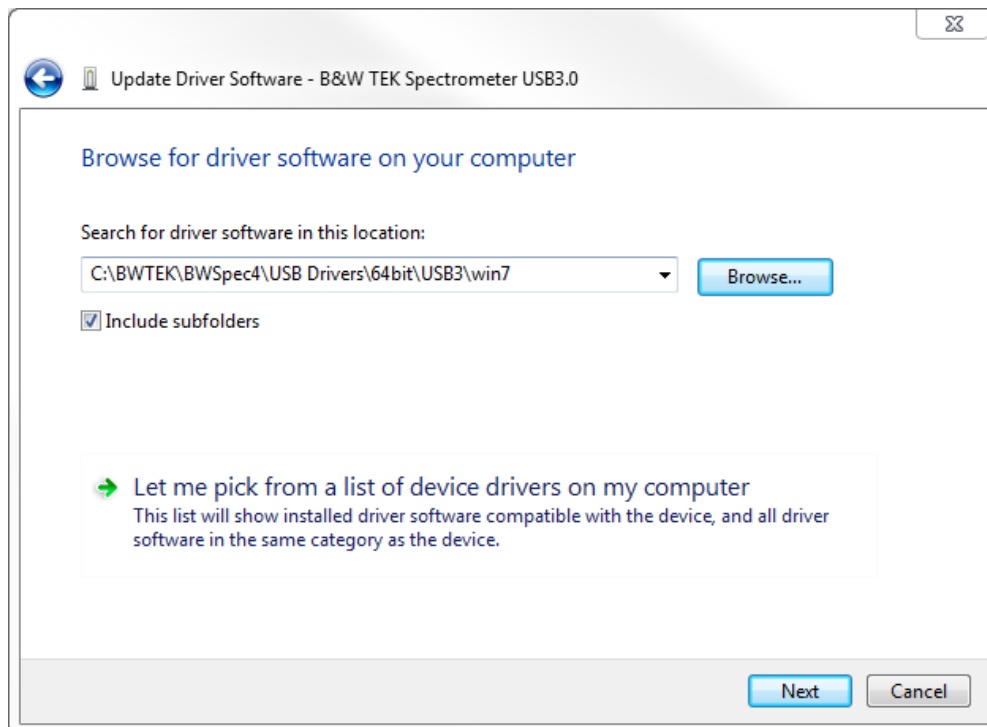 Update Driver Software - B&W TEK Spectrometer USB3.0
Browse for driver software on your computer
Search for driver software in this location:
C:\BWTEK\BWSpec4\USB Drivers\64bit\USB3\win7
Browse...
Include subfolders
Let me pick from a list of device drivers on my computer
This list will show installed driver software compatible with the device, and all driver
software in the same category as the device.
Next
Cancel